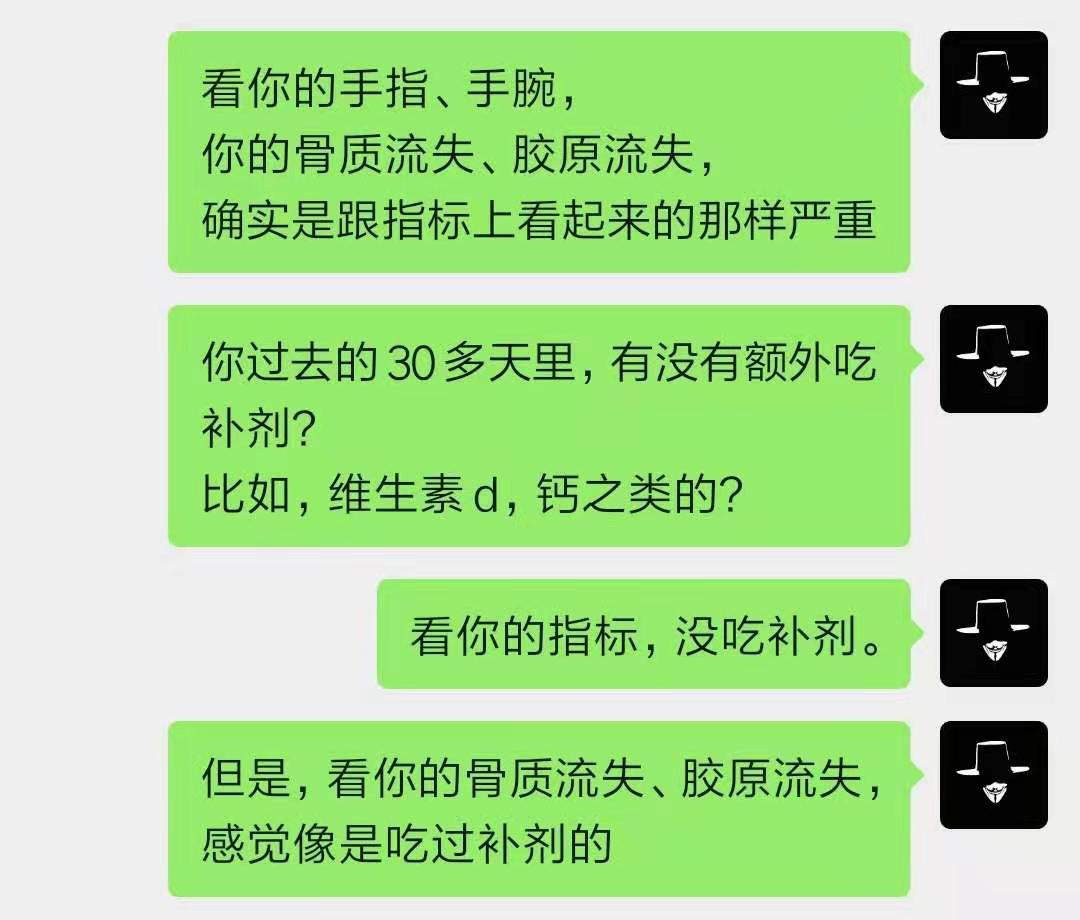 看你的手指、手腕，
你的骨质流失、胶原流失，
确实是跟指标上看起来的那样严重
你过去的30多天里，有没有额外吃
补剂?
比如，维生素d，钙之类的?
看你的指标，没吃补剂。
但是，看你的骨质流失、胶原流失，
感觉像是吃过补剂的